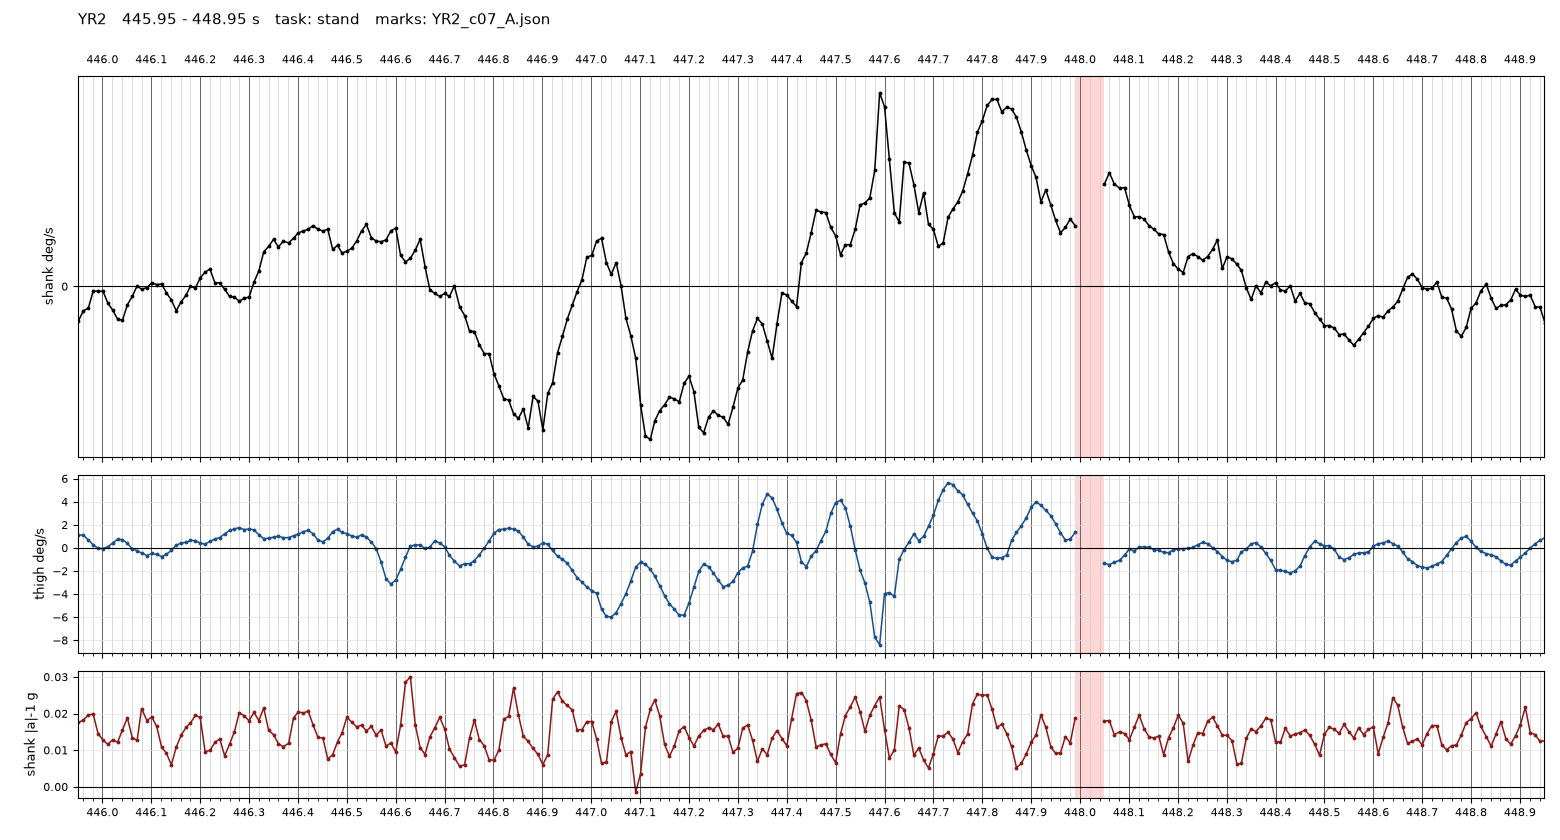 YR2   445.95 - 448.95 s   task: stand   marks: YR2_c07_A.json
446.0 446.1 446.2 446.3 446.4 446.5 446.6 446.7 446.8 446.9 447.0 447.1 447.2 447.3 447.4 447.5 447.6 447.7 447.8 447.9 448.0 448.1 448.2 448.3 448.4 448.5 448.6 448.7 448.8 448.9
shank deg/s
0
thigh deg/s
6
4
2
0
−2
−4
−6
−8
shank |a|-1 g
0.03
0.02
0.01
0.00
446.0 446.1 446.2 446.3 446.4 446.5 446.6 446.7 446.8 446.9 447.0 447.1 447.2 447.3 447.4 447.5 447.6 447.7 447.8 447.9 448.0 448.1 448.2 448.3 448.4 448.5 448.6 448.7 448.8 448.9